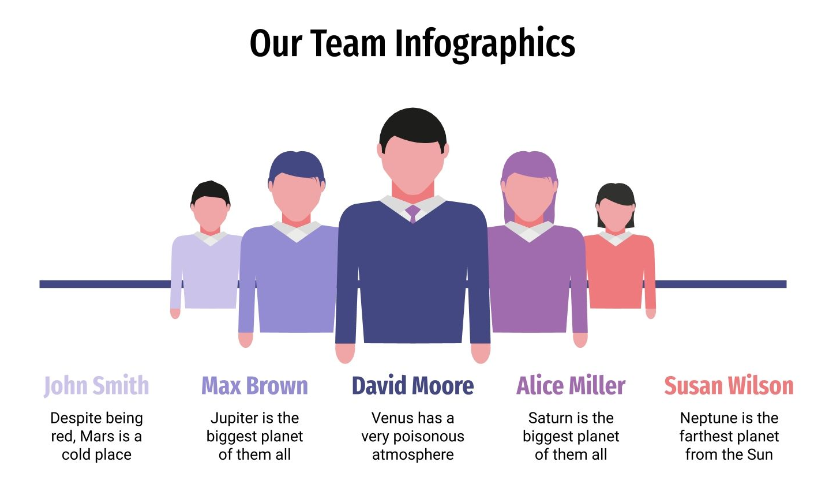 Our Team Infographics
John Smith
Despite being
red, Mars is a
cold place
Max Brown
Jupiter is the
biggest planet
of them all
David Moore
Venus has a
very poisonous
atmosphere
Alice Miller
Saturn is the
biggest planet
of them all
Susan Wilson
Neptune is the
farthest planet
from the Sun